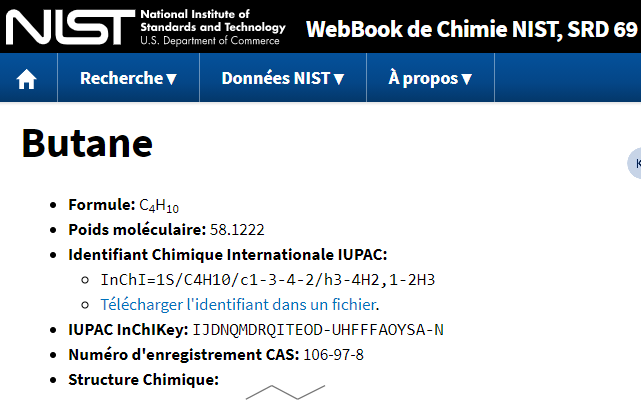 NIST
National Institute of
Standards and Technology
U.S. Department of Commerce
WebBook de Chimie NIST, SRD 69
Recherche▼
Données NIST▼
À propos▼
Butane
K
• Formule: C₄H₁₀
• Poids moléculaire: 58.1222
• Identifiant Chimique Internationale IUPAC:
InChI=1S/C4H10/c1-3-4-2/h3-4H2,1-2H3
Télécharger l'identifiant dans un fichier.
• IUPAC InChIKey: IJDNQMDRQITEOD-UHFFFAOYSA-N
• Numéro d'enregistrement CAS: 106-97-8
• Structure Chimique: